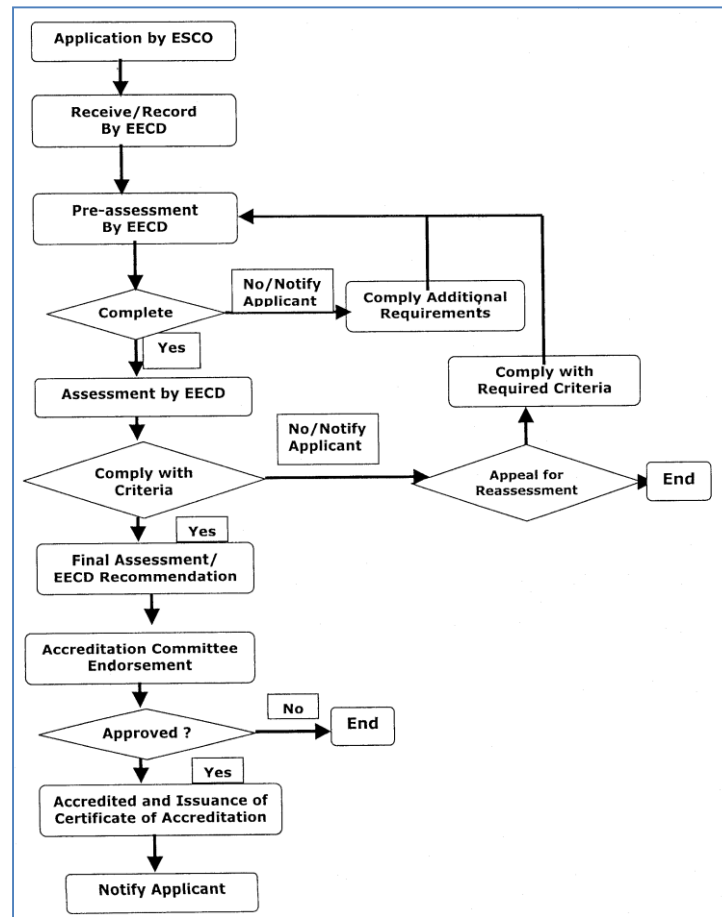 Application by ESCO
Receive/Record
By EECD
Pre-assessment
By EECD
No/Notify
Applicant
Complete
Comply Additional
Requirements
Yes
Comply with
Required Criteria
Assessment by EECD
No/Notify
Applicant
Comply with
Criteria
Appeal for
Reassessment
End
Yes
Final Assessment/
EECD Recommendation
Accreditation Committee
Endorsement
No
Approved ?
End
Yes
Accredited and Issuance of
Certificate of Accreditation
Notify Applicant